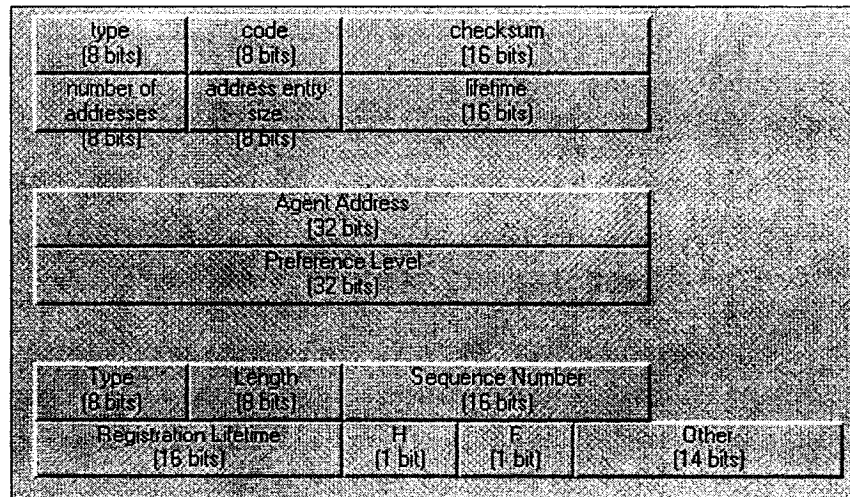 type code checksum
(8 bits) (8 bits) (16 bits)
number of address entry lifetime
addresses size (16 bits)
(8 bits) (8 bits)
Agent Address
(32 bits)
Preference Level
(32 bits)
Type Length Sequence Number
(8 bits) (8 bits) (16 bits)
Registration Lifetime H F Other
(16 bits) (1 bit) (1 bit) (14 bits)